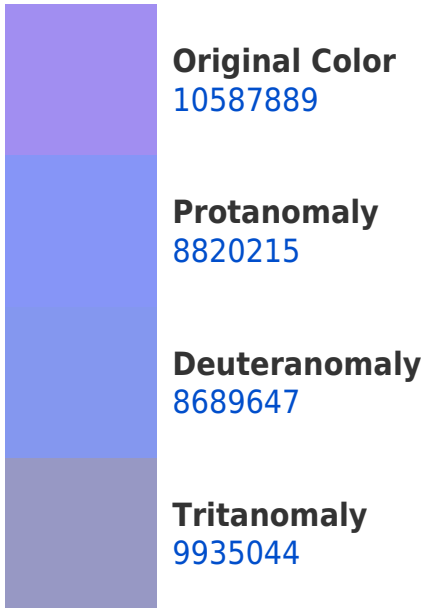 Original Color
10587889
Protanomaly
8820215
Deuteranomaly
8689647
Tritanomaly
9935044